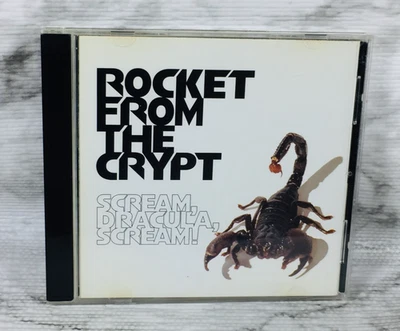 ROCKET
FROM
THE
CRYPT
SCREAM,
DRACULA,
SCREAM!